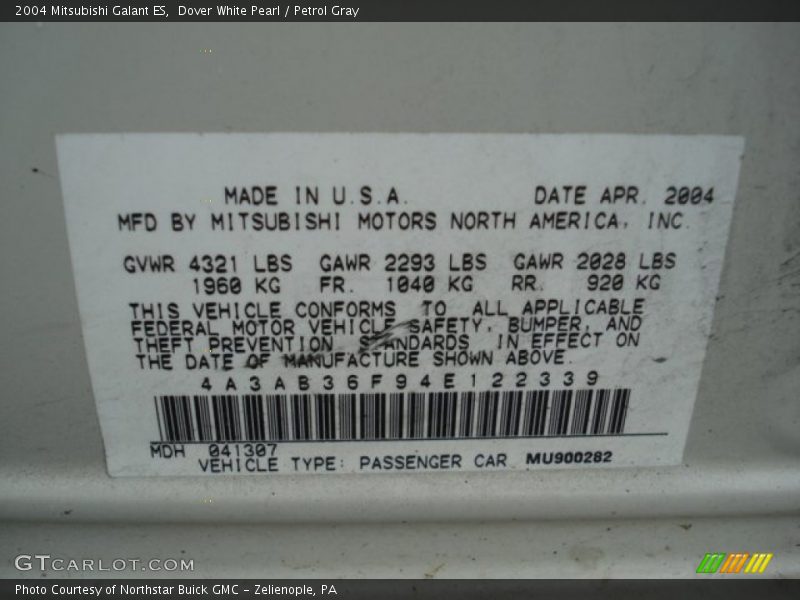 2004 Mitsubishi Galant ES,  Dover White Pearl / Petrol Gray
MADE IN U.S.A.  DATE APR. 2004
MFD BY MITSUBISHI MOTORS NORTH AMERICA, INC.
GVWR 4321 LBS  GAWR 2293 LBS  GAWR 2028 LBS
1960 KG  FR.  1040 KG  RR.  920 KG
THIS VEHICLE CONFORMS TO ALL APPLICABLE
FEDERAL MOTOR VEHICLE SAFETY, BUMPER, AND
THEFT PREVENTION STANDARDS IN EFFECT ON
THE DATE OF MANUFACTURE SHOWN ABOVE.
4A3AB36F94E122339
MDH 041307
VEHICLE TYPE: PASSENGER CAR MU900282
GTCARLOT.COM
Photo Courtesy of Northstar Buick GMC - Zelienople, PA